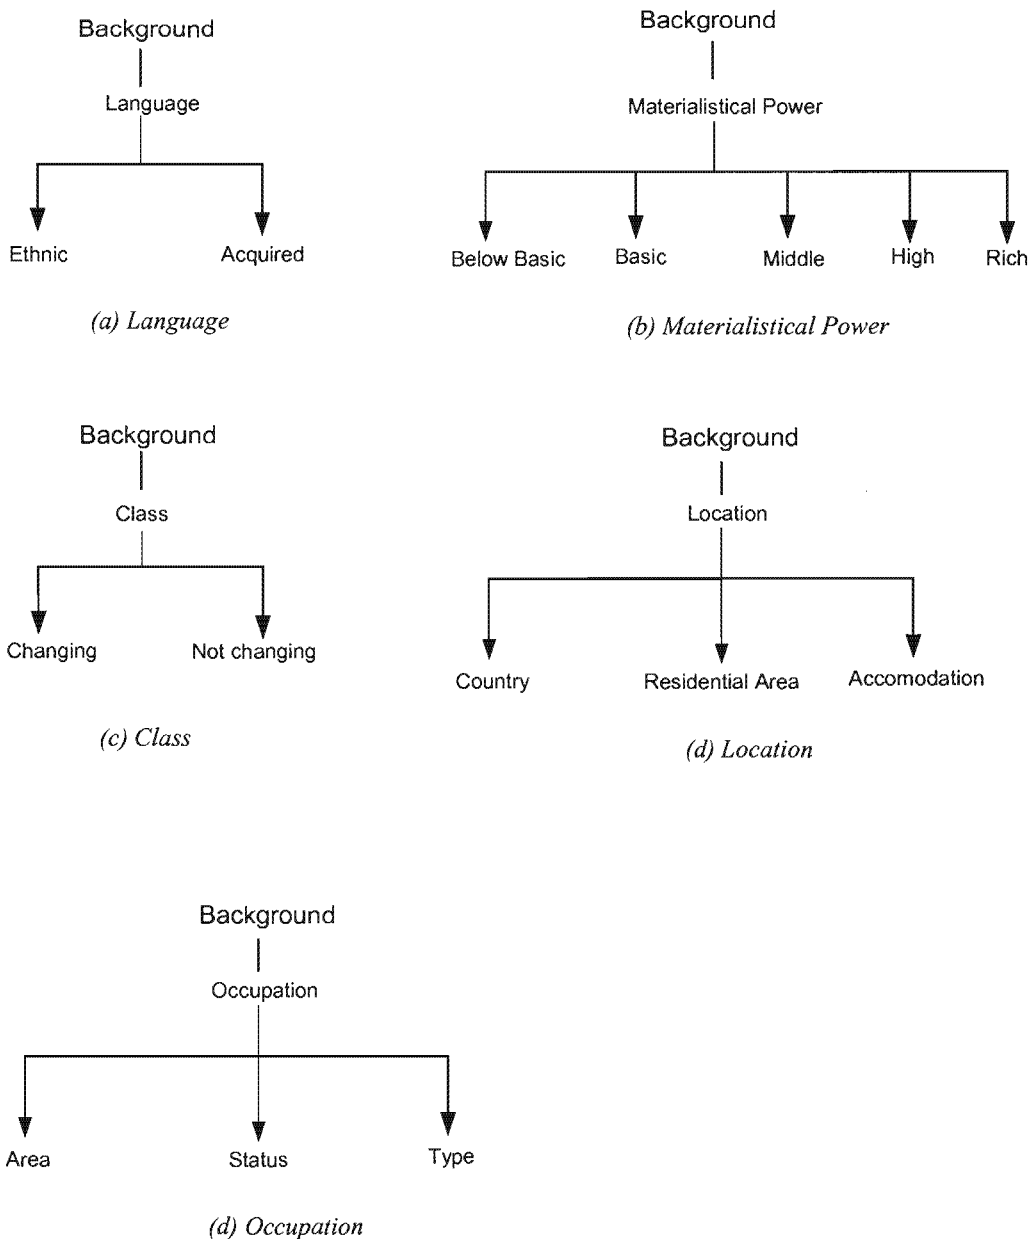 Background
Language
Ethnic
Acquired
(a) Language
Background
Materialistical Power
Below Basic
Basic
Middle
High
Rich
(b) Materialistical Power
Background
Class
Changing
Not changing
(c) Class
Background
Location
Country
Residential Area
Accomodation
(d) Location
Background
Occupation
Area
Status
Type
(d) Occupation